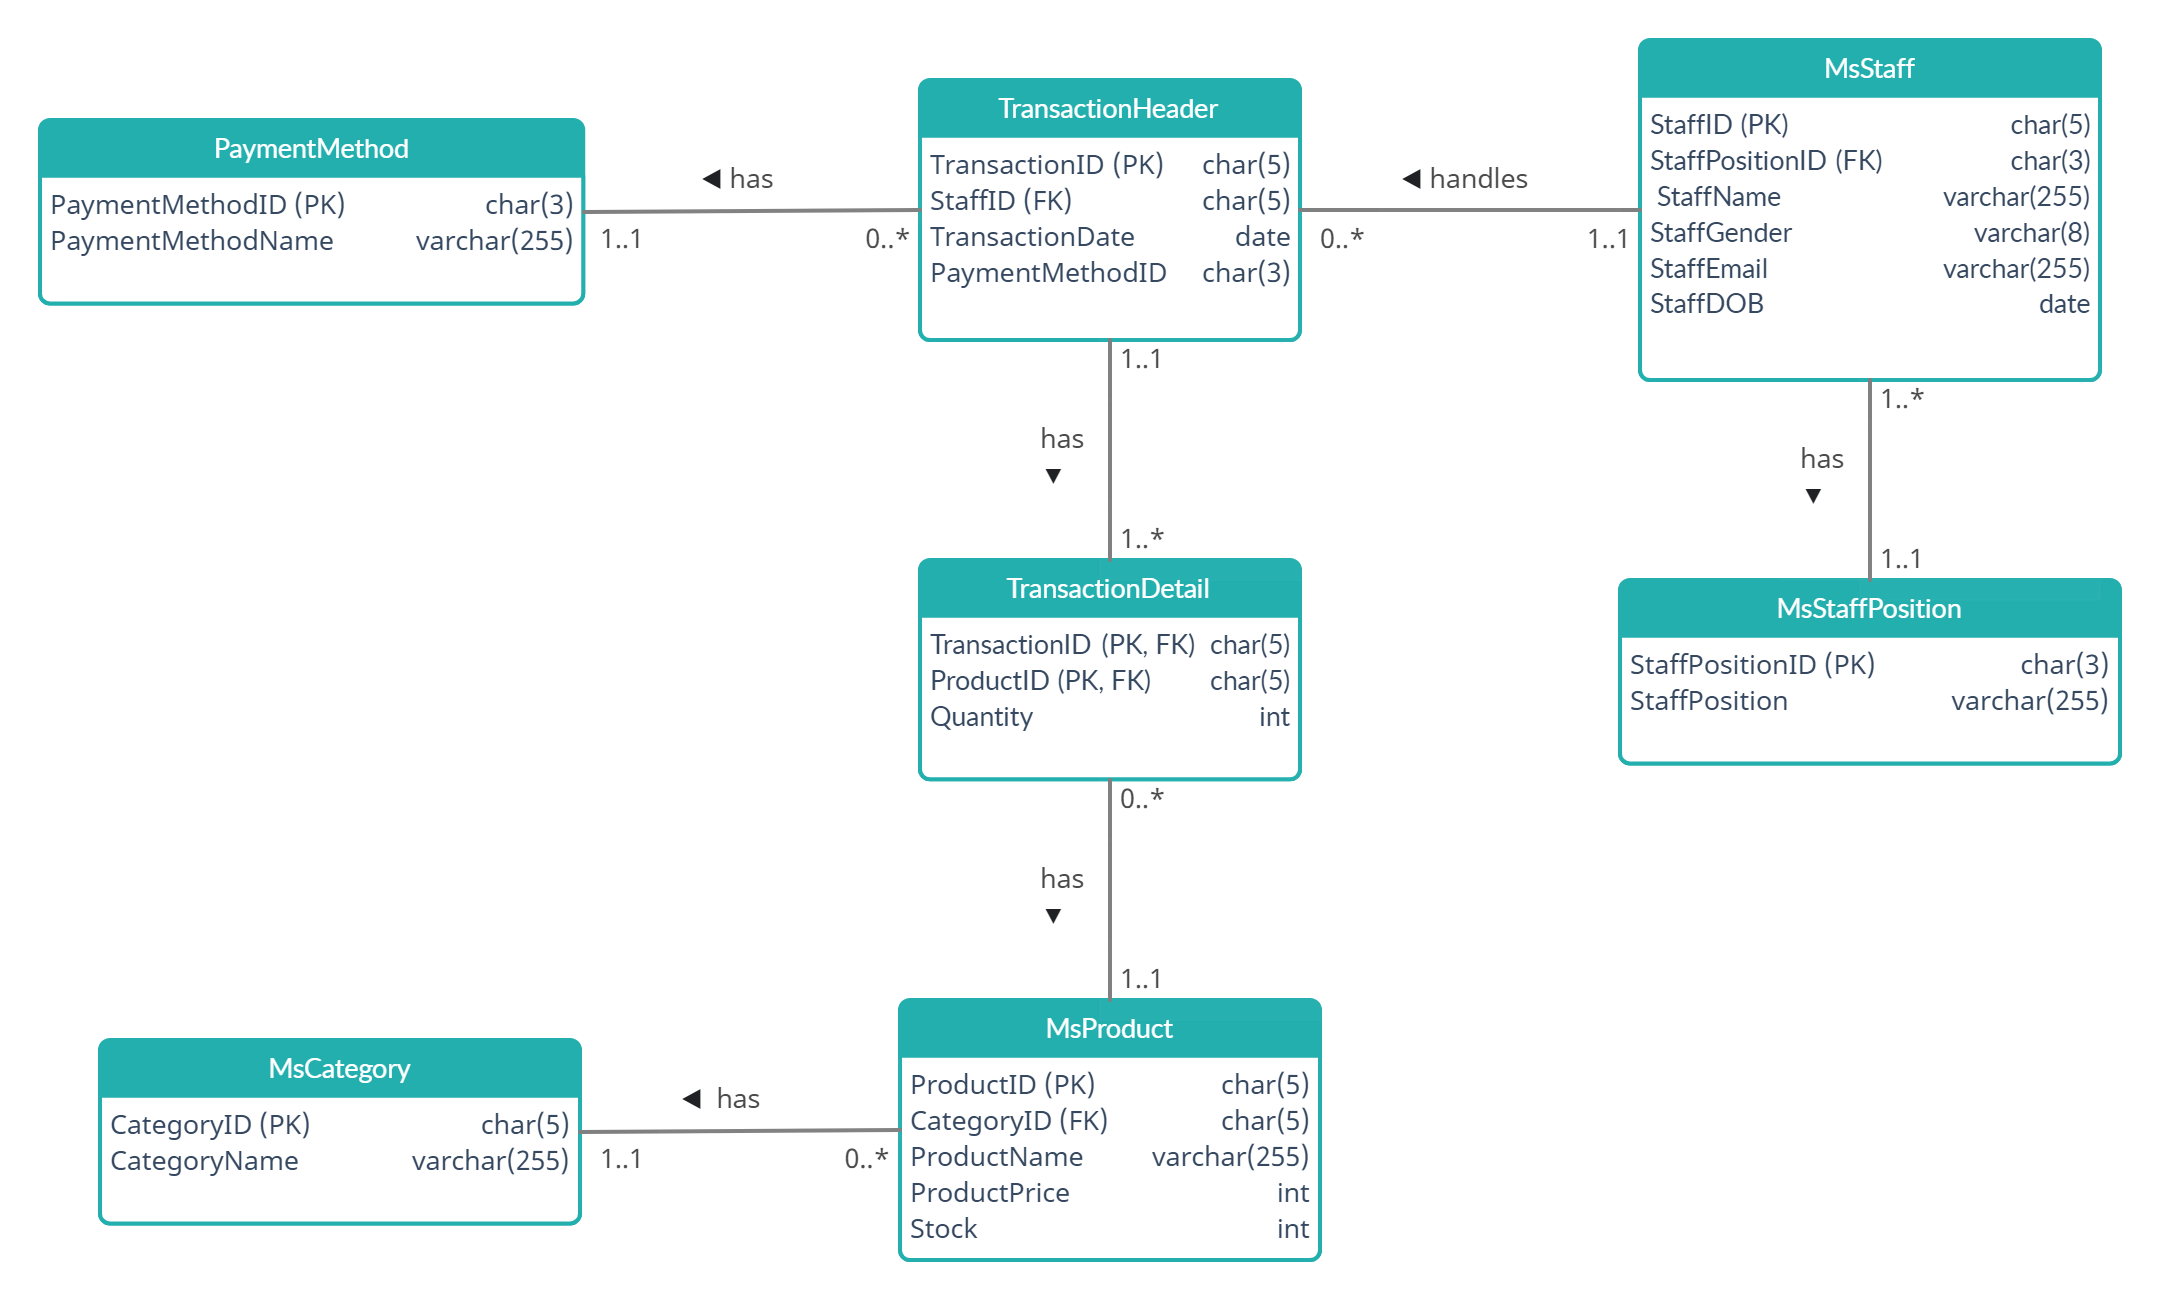 PaymentMethod
PaymentMethodID (PK) char(3)
PaymentMethodName varchar(255)
◄ has
1..1
0..*
TransactionHeader
TransactionID (PK) char(5)
StaffID (FK) char(5)
TransactionDate date
PaymentMethodID char(3)
◄ handles
0..*
1..1
MsStaff
StaffID (PK) char(5)
StaffPositionID (FK) char(3)
StaffName varchar(255)
StaffGender varchar(8)
StaffEmail varchar(255)
StaffDOB date
1..1
has
▼
1..*
1..*
has
▼
1..1
TransactionDetail
TransactionID (PK, FK) char(5)
ProductID (PK, FK) char(5)
Quantity int
MsStaffPosition
StaffPositionID (PK) char(3)
StaffPosition varchar(255)
0..*
has
▼
1..1
MsCategory
CategoryID (PK) char(5)
CategoryName varchar(255)
◄ has
1..1
0..*
MsProduct
ProductID (PK) char(5)
CategoryID (FK) char(5)
ProductName varchar(255)
ProductPrice int
Stock int